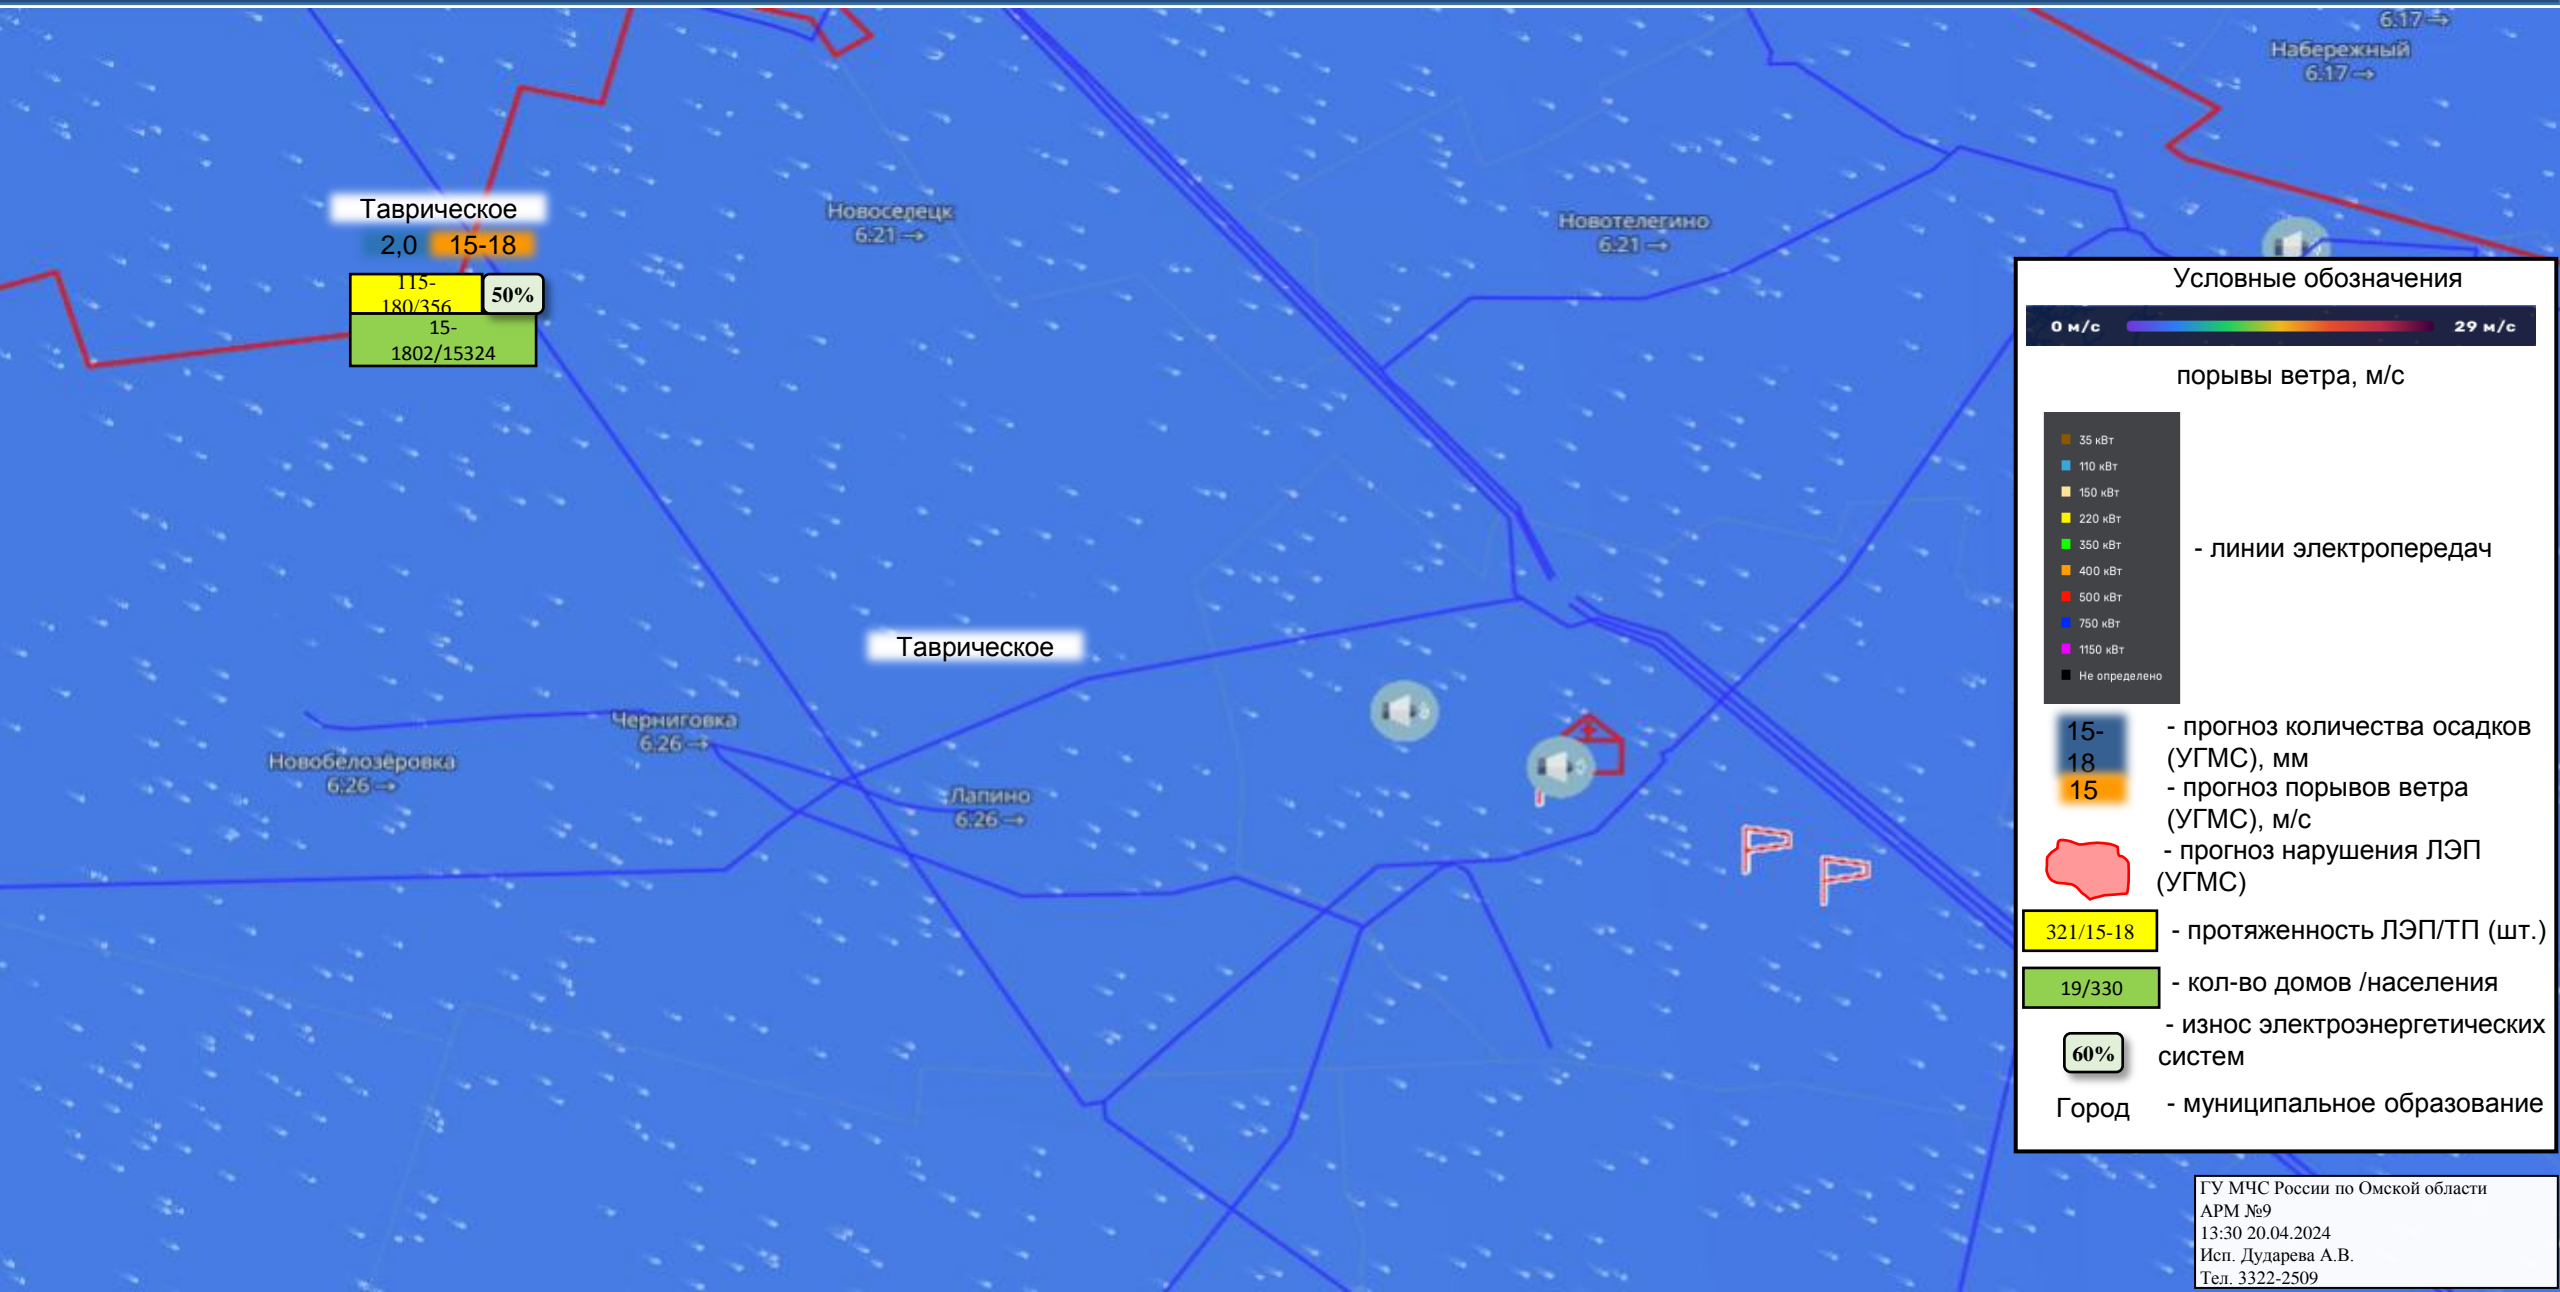 6.17 →
Набережный
6.17 →
Таврическое
2,0 15-18
115-
180/356
50%
15-
1802/15324
Новоселецк
6.21 →
Новотелегино
6.21 →
Таврическое
Черниговка
6.26 →
Новобелозёровка
6.26 →
Лапино
6.26 →
Условные обозначения
0 м/с 29 м/с
порывы ветра, м/с
35 кВт
110 кВт
150 кВт
220 кВт
350 кВт
400 кВт
500 кВт
750 кВт
1150 кВт
Не определено
- линии электропередач
15-
18
- прогноз количества осадков
(УГМС), мм
15
- прогноз порывов ветра
(УГМС), м/с
- прогноз нарушения ЛЭП
(УГМС)
321/15-18
- протяженность ЛЭП/ТП (шт.)
19/330
- кол-во домов /населения
60%
- износ электроэнергетических
систем
Город
- муниципальное образование
ГУ МЧС России по Омской области
АРМ №9
13:30 20.04.2024
Исп. Дударева А.В.
Тел. 3322-2509